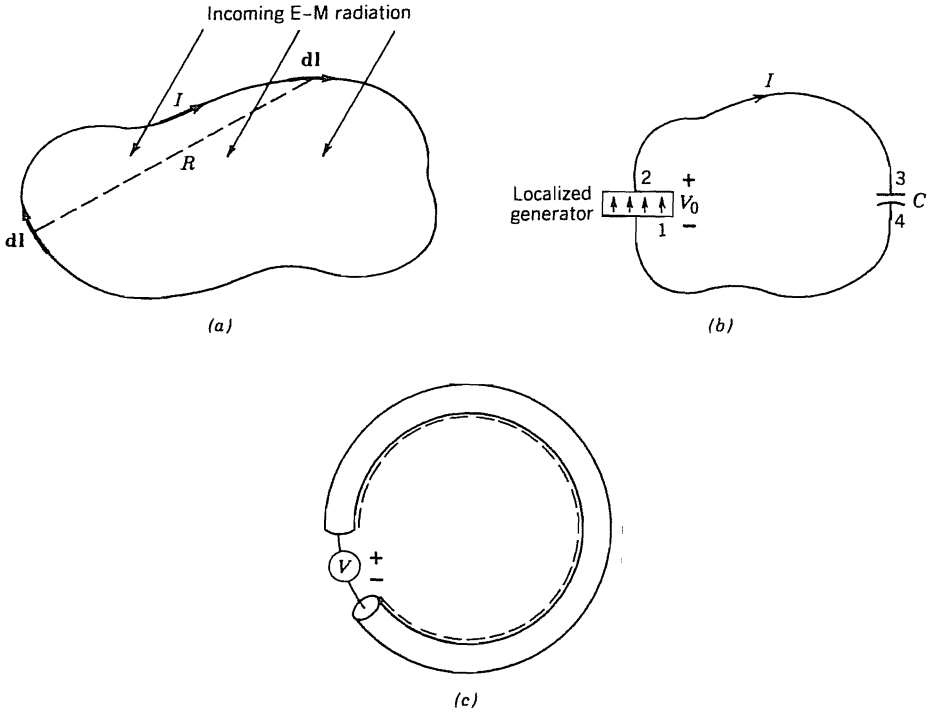 Incoming E-M radiation
dl
I
R
dl
(a)
I
Localized
generator
2
+
V₀
1
−
3
C
4
(b)
V
+
−
(c)